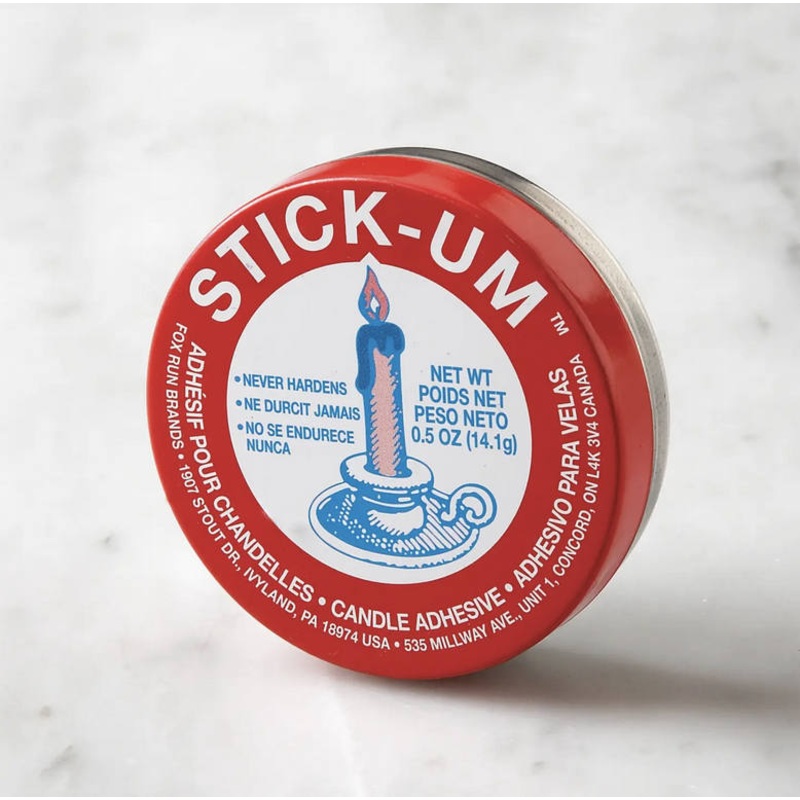 STICK-UM™
• NEVER HARDENS
• NE DURCIT JAMAIS
• NO SE ENDURECE
NUNCA
NET WT
POIDS NET
PESO NETO
0.5 OZ (14.1g)
ADHÉSIF POUR CHANDELLES • CANDLE ADHESIVE • ADHESIVO PARA VELAS
FOX RUN BRANDS • 1907 STOUT DR., IVYLAND, PA 18974 USA • 535 MILLWAY AVE., UNIT 1, CONCORD, ON L4K 3V4 CANADA